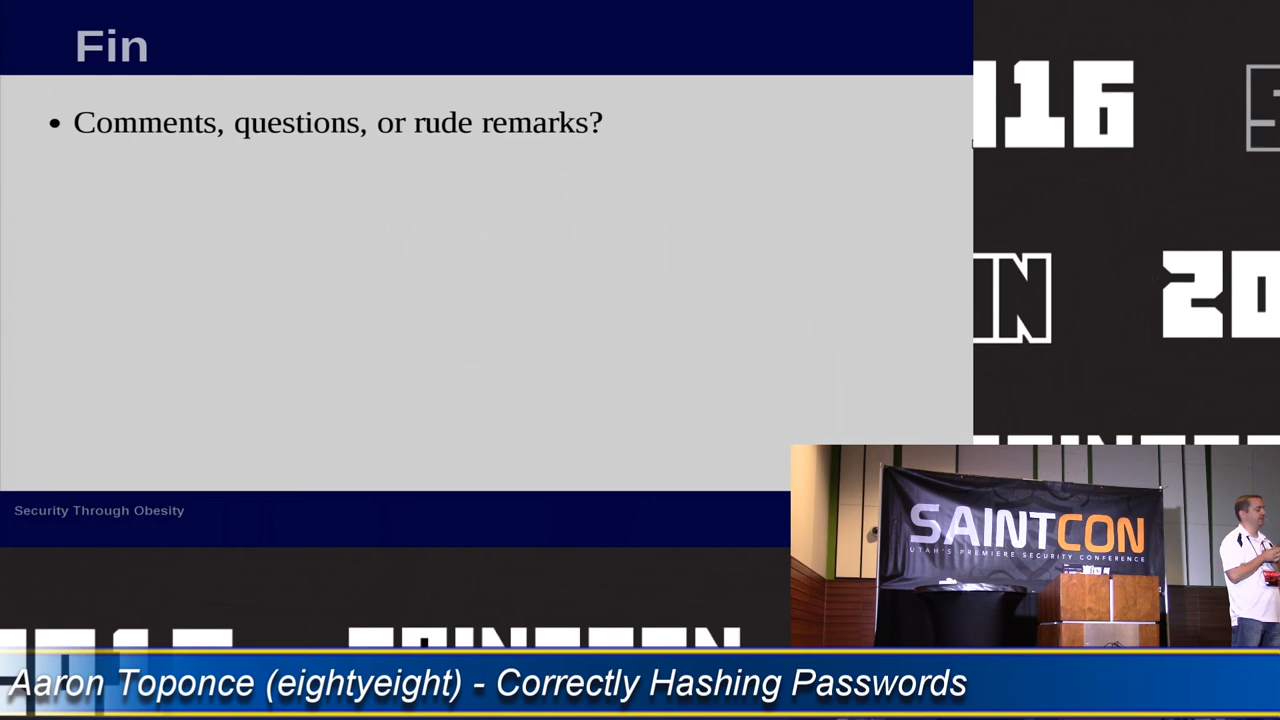 Fin
• Comments, questions, or rude remarks?
Security Through Obesity
SAINTCON
UTAH'S PREMIERE SECURITY CONFERENCE
Aaron Toponce (eightyeight) - Correctly Hashing Passwords